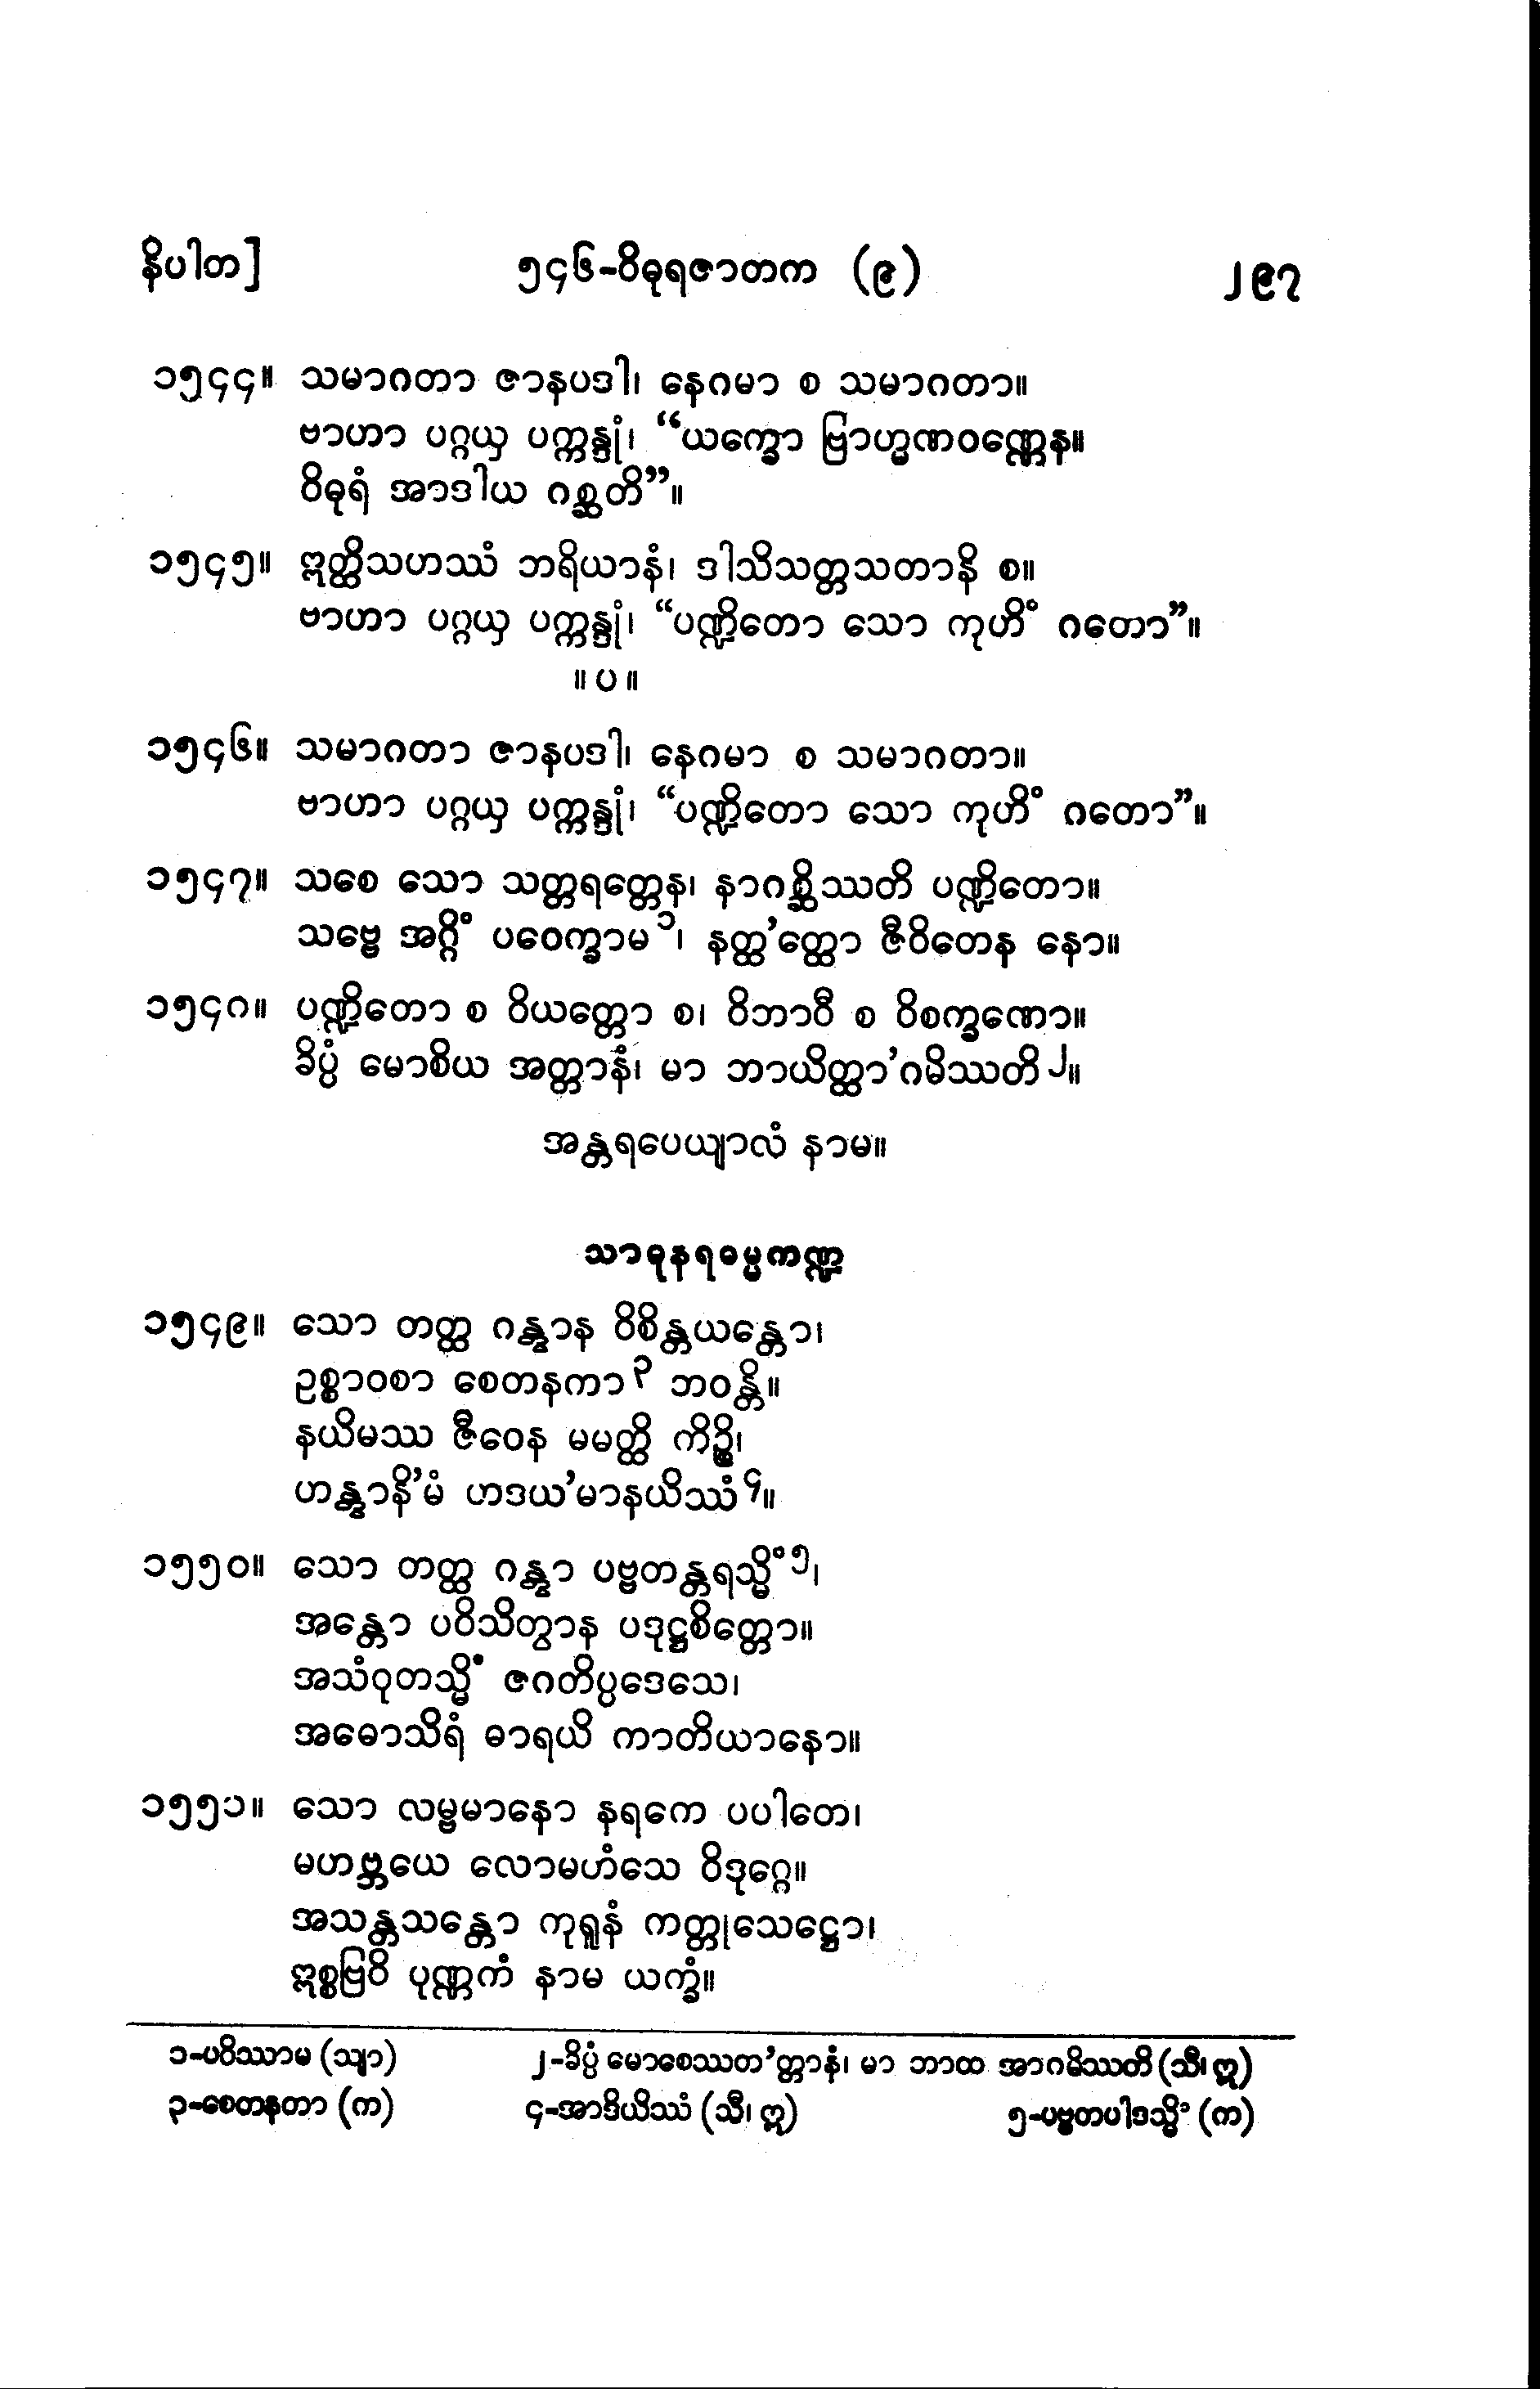 နိပါတ] ၅၄၆-ဝိဓုရဇာတက (၉) ၂၉၇
၁၅၄၄။ သမာဂတာ ဇာနပဒါ၊ နေဂမာ စ သမာဂတာ။
ဗာဟာ ပဂ္ဂယှ ပက္ကန္ဒုံ၊ “ယက္ခော ဗြာဟ္မဏဝဏ္ဏေန။
ဝိဓုရံ အာဒါယ ဂစ္ဆတိ”။
၁၅၄၅။ ဣတ္ထိသဟဿံ ဘရိယာနံ၊ ဒါသိသတ္တသတာနိ စ။
ဗာဟာ ပဂ္ဂယှ ပက္ကန္ဒုံ၊ “ပဏ္ဍိတော သော ကုဟိံ ဂတော”။
။ပ။
၁၅၄၆။ သမာဂတာ ဇာနပဒါ၊ နေဂမာ စ သမာဂတာ။
ဗာဟာ ပဂ္ဂယှ ပက္ကန္ဒုံ၊ “ပဏ္ဍိတော သော ကုဟိံ ဂတော”။
၁၅၄၇။ သစေ သော သတ္တရတ္တေန၊ နာဂစ္ဆိဿတိ ပဏ္ဍိတော။
သဗ္ဗေ အဂ္ဂိံ ပဝေက္ခာမ၁၊ နတ္ထ’တ္ထော ဇီဝိတေန နော။
၁၅၄၈။ ပဏ္ဍိတော စ ဝိယတ္တော စ၊ ဝိဘာဝီ စ ဝိစက္ခဏော။
ခိပ္ပံ မောစိယ အတ္တာနံ၊ မာ ဘာယိတ္ထာ’ဂမိဿတိ၂။
အန္တရပေယျာလံ နာမ။
သာဓုနရဓမ္မကဏ္ဍ
၁၅၄၉။ သော တတ္ထ ဂန္တွာန ဝိစိန္တယန္တော၊
ဥစ္စာဝစာ စေတနကာ၃ ဘဝန္တိ။
နယိမဿ ဇီဝေန မမတ္ထိ ကိဉ္စိ၊
ဟန္တွာနိ’မံ ဟဒယ’မာနယိဿံ၄။
၁၅၅၀။ သော တတ္ထ ဂန္တွာ ပဗ္ဗတန္တရသ္မိံ၅၊
အန္တော ပဝိသိတွာန ပဒုဋ္ဌစိတ္တော။
အသံဝုတသ္မိံ ဇဂတိပ္ပဒေသေ၊
အဓောသိရံ ဓာရယိ ကာတိယာနော။
၁၅၅၁။ သော လမ္ဗမာနော နရကေ ပပါတေ၊
မဟဗ္ဘယေ လောမဟံသေ ဝိဒုဂ္ဂေ။
အသန္တသန္တော ကုရူနံ ကတ္တုသေဋ္ဌော၊
ဣစ္စဗြဝိ ပုဏ္ဏကံ နာမ ယက္ခံ။
၁-ပဝိဿာမ (သျာ) ၂-ခိပ္ပံ မောစေဿတ’တ္တာနံ၊ မာ ဘာထ အာဂမိဿတိ (သီ၊ ဣ)
၃-စေတနတာ (က) ၄-အာဒိယိဿံ (သီ၊ ဣ) ၅-ပဗ္ဗတပါဒသ္မိံ (က)